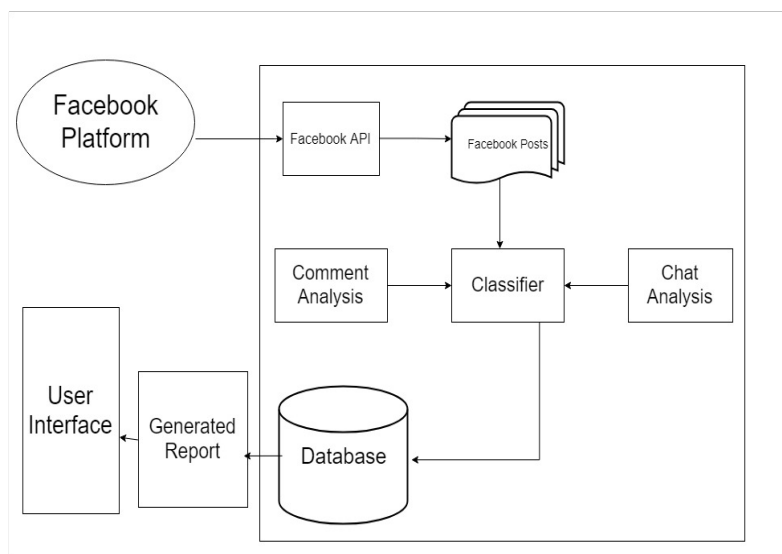 Facebook
Platform
Facebook API
Facebook Posts
Comment
Analysis
Classifier
Chat
Analysis
User
Interface
Generated
Report
Database